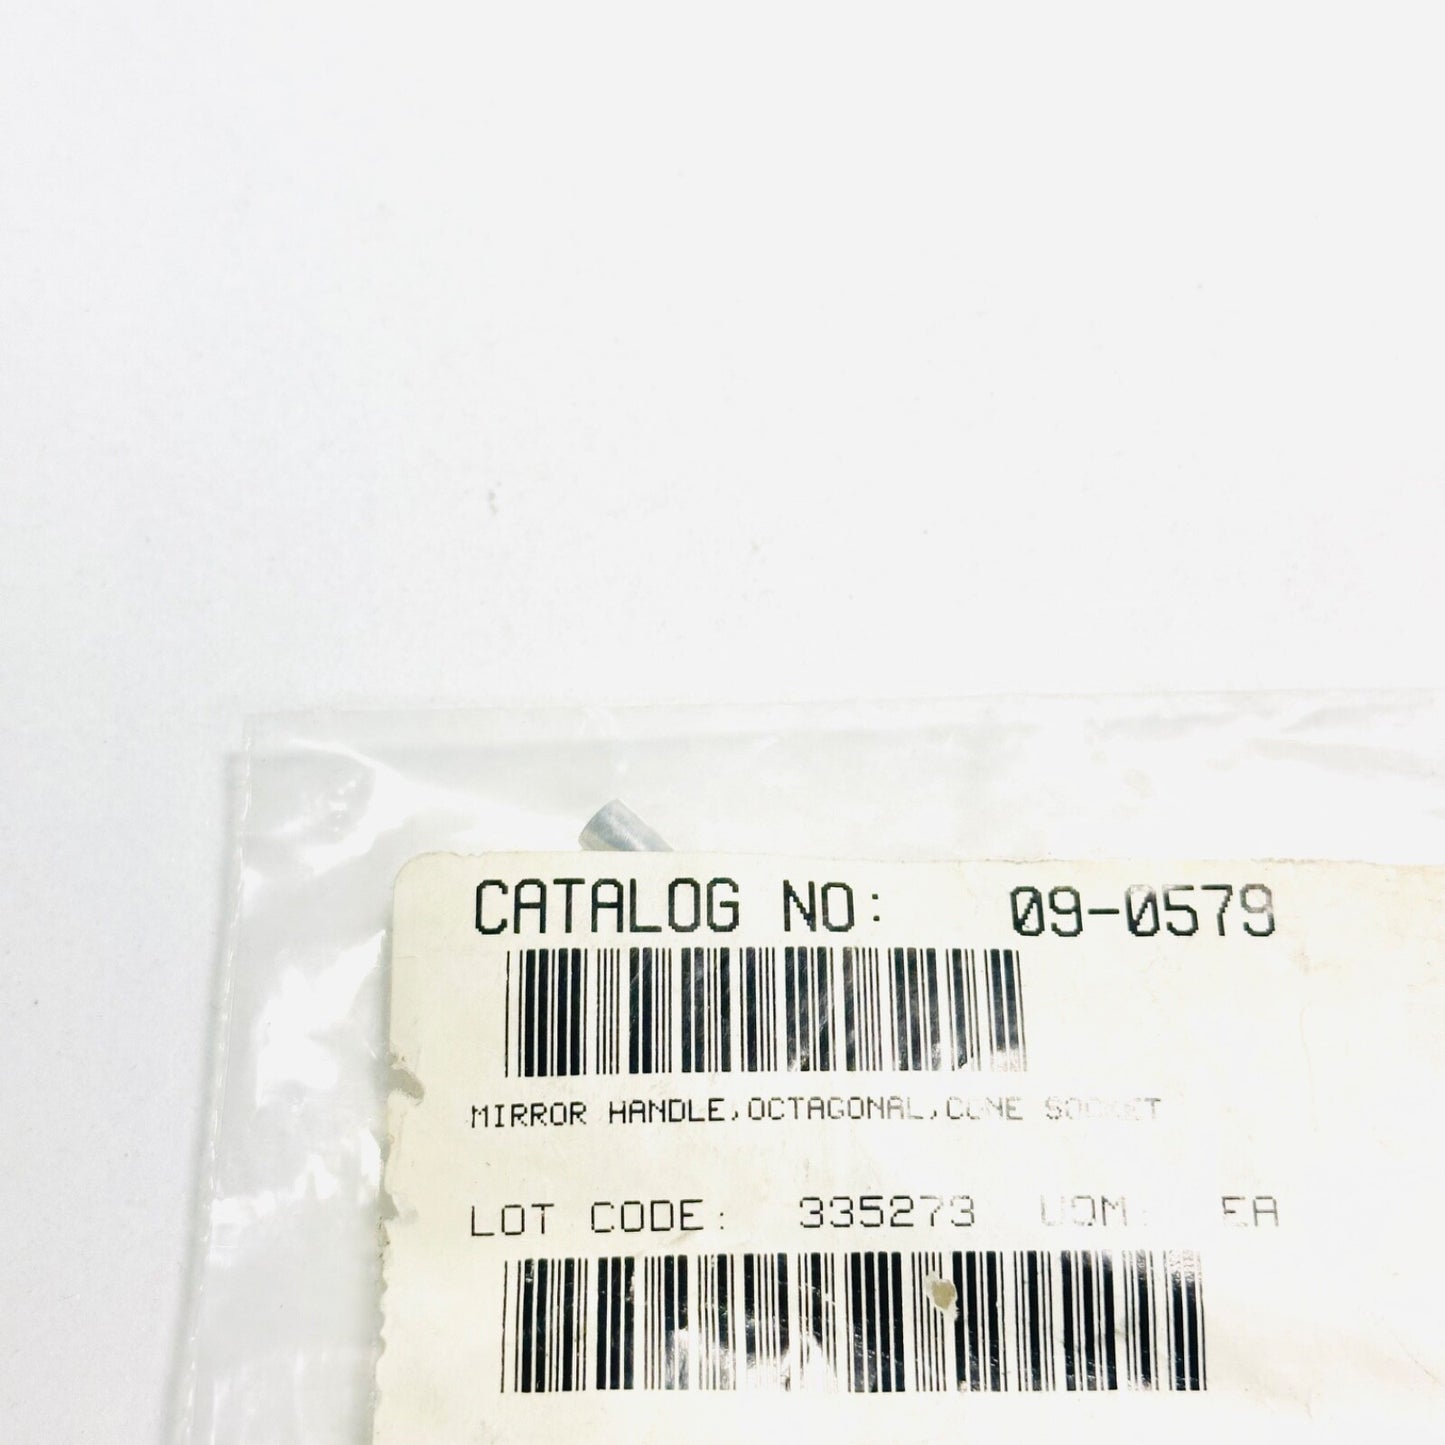 CATALOG NO: 09-0579
MIRROR HANDLE,OCTAGONAL,CONE SOCKET
LOT CODE: 335273 UOM: EA